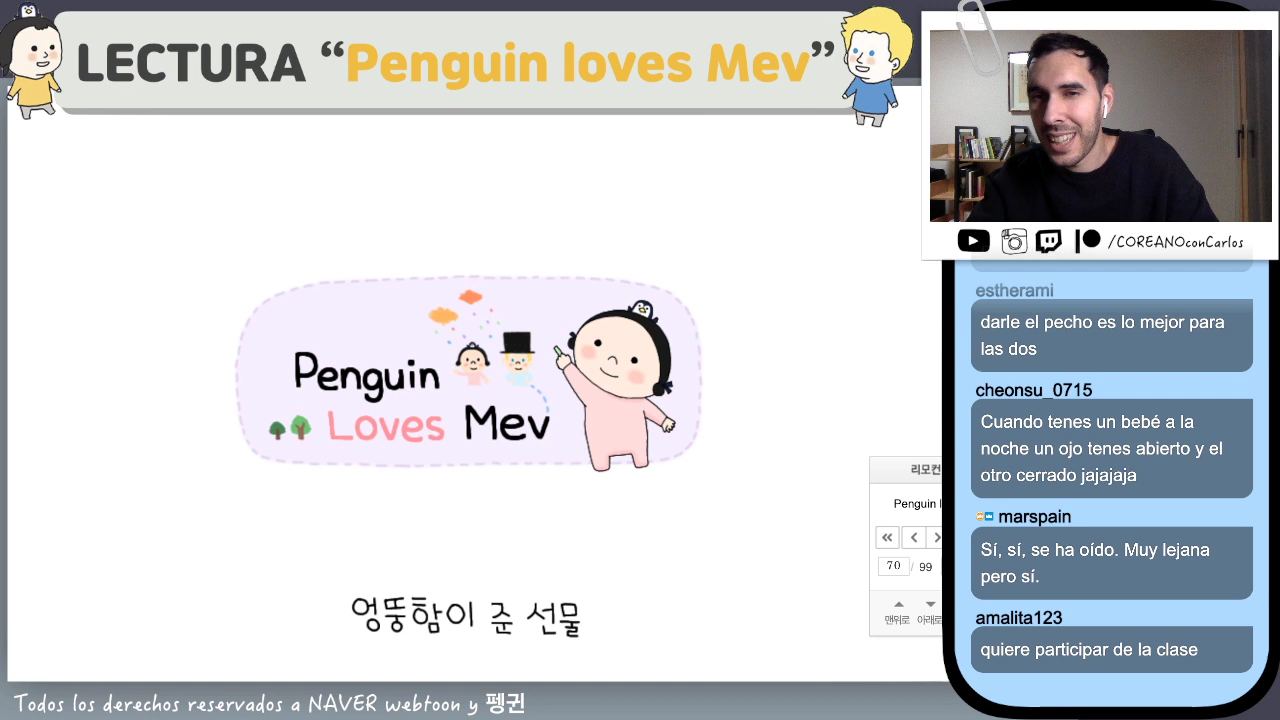 LECTURA “Penguin loves Mev”
/COREANOconCarlos
estherami
darle el pecho es lo mejor para
las dos
cheonsu_0715
Cuando tenes un bebé a la
noche un ojo tenes abierto y el
otro cerrado jajajaja
marspain
Sí, sí, se ha oído. Muy lejana
pero sí.
amalita123
quiere participar de la clase
Penguin
Loves Mev
리모컨
Penguin l
70 / 99
맨위로 아래로
엉뚱함이 준 선물
Todos los derechos reservados a NAVER webtoon y 펭귄